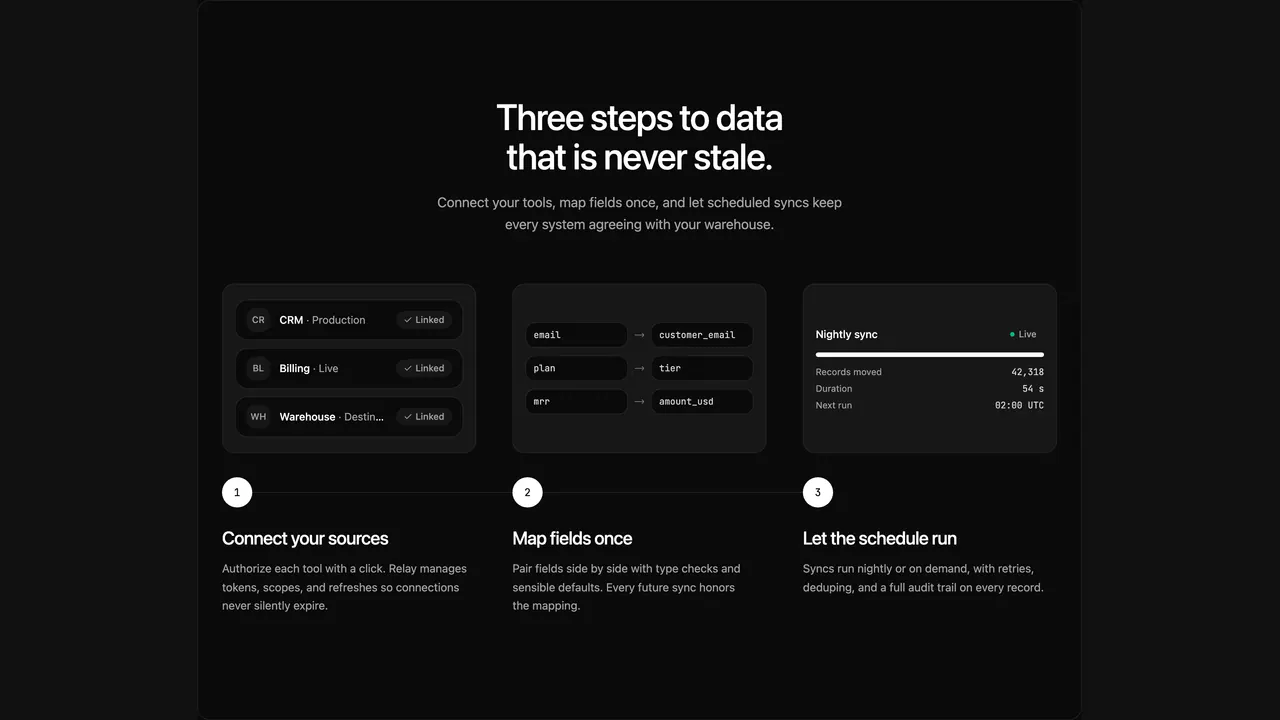 Three steps to data
that is never stale.
Connect your tools, map fields once, and let scheduled syncs keep
every system agreeing with your warehouse.
CR CRM · Production ✓ Linked
BL Billing · Live ✓ Linked
WH Warehouse · Destin... ✓ Linked
email → customer_email
plan → tier
mrr → amount_usd
Nightly sync Live
Records moved 42,318
Duration 54 s
Next run 02:00 UTC
1
Connect your sources
Authorize each tool with a click. Relay manages
tokens, scopes, and refreshes so connections
never silently expire.
2
Map fields once
Pair fields side by side with type checks and
sensible defaults. Every future sync honors
the mapping.
3
Let the schedule run
Syncs run nightly or on demand, with retries,
deduping, and a full audit trail on every record.